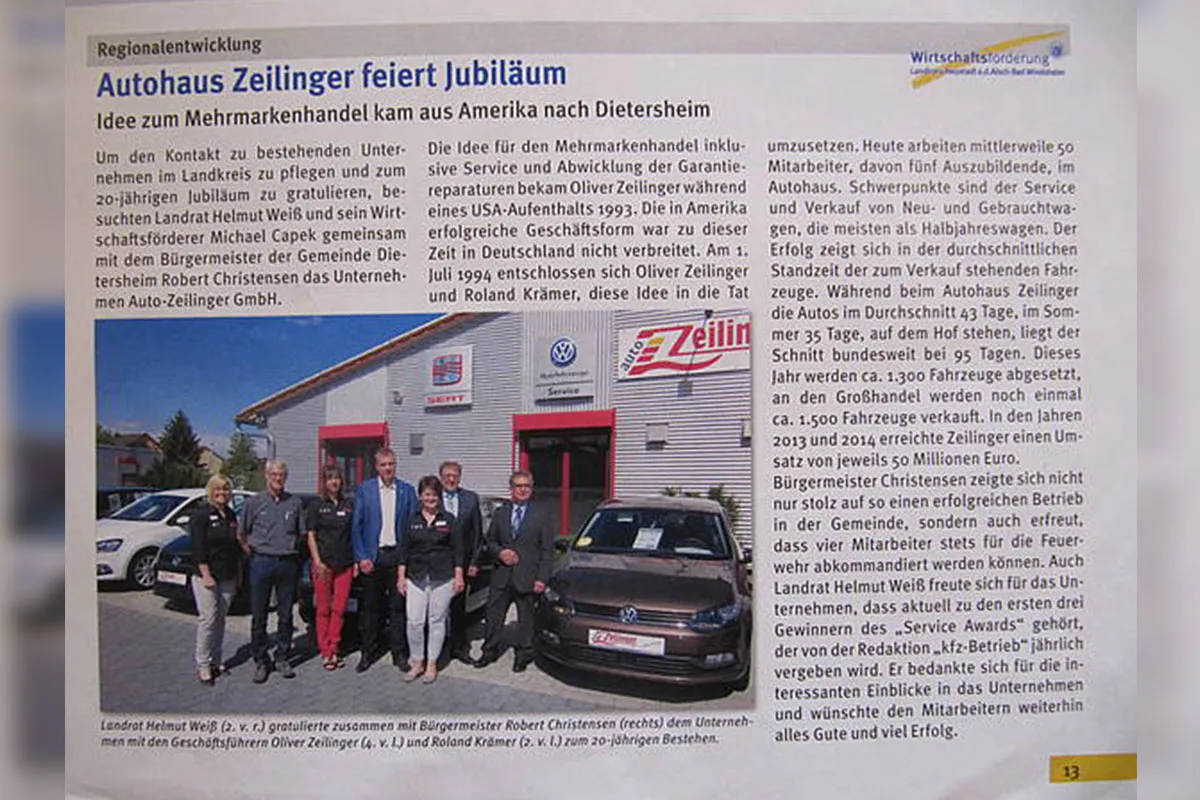 Regionalentwicklung
Wirtschaftsförderung
Autohaus Zeilinger feiert Jubiläum
Idee zum Mehrmarkenhandel kam aus Amerika nach Dietersheim
Um den Kontakt zu bestehenden Unter-
nehmen im Landkreis zu pflegen und zum
20-jährigen Jubiläum zu gratulieren, be-
suchten Landrat Helmut Weiß und sein Wirt-
schaftsförderer Michael Capek gemeinsam
mit dem Bürgermeister der Gemeinde Die-
tersheim Robert Christensen das Unterneh-
men Auto-Zeilinger GmbH.
Die Idee für den Mehrmarkenhandel inklu-
sive Service und Abwicklung der Garantie-
reparaturen bekam Oliver Zeilinger während
eines USA-Aufenthalts 1993. Die in Amerika
erfolgreiche Geschäftsform war zu dieser
Zeit in Deutschland nicht verbreitet. Am 1.
Juli 1994 entschlossen sich Oliver Zeilinger
und Roland Krämer, diese Idee in die Tat
umzusetzen. Heute arbeiten mittlerweile 50
Mitarbeiter, davon fünf Auszubildende, im
Autohaus. Schwerpunkte sind der Service
und Verkauf von Neu- und Gebrauchtwa-
gen, die meisten als Halbjahreswagen. Der
Erfolg zeigt sich in der durchschnittlichen
Standzeit der zum Verkauf stehenden Fahr-
zeuge. Während beim Autohaus Zeilinger
die Autos im Durchschnitt 43 Tage, im Som-
mer 35 Tage, auf dem Hof stehen, liegt der
Schnitt bundesweit bei 95 Tagen. Dieses
Jahr werden ca. 1.300 Fahrzeuge abgesetzt,
an den Großhandel werden noch einmal
ca. 1.500 Fahrzeuge verkauft. In den Jahren
2013 und 2014 erreichte Zeilinger einen Um-
satz von jeweils 50 Millionen Euro.
Bürgermeister Christensen zeigte sich nicht
nur stolz auf so einen erfolgreichen Betrieb
in der Gemeinde, sondern auch erfreut,
dass vier Mitarbeiter stets für die Feuer-
wehr abkommandiert werden können. Auch
Landrat Helmut Weiß freute sich für das Un-
ternehmen, dass aktuell zu den ersten drei
Gewinnern des „Service Awards“ gehört,
der von der Redaktion „kfz-Betrieb“ jährlich
vergeben wird. Er bedankte sich für die in-
teressanten Einblicke in das Unternehmen
und wünschte den Mitarbeitern weiterhin
alles Gute und viel Erfolg.
SEAT
Service
auto
Zeilin
Zeilinger
Landrat Helmut Weiß (2. v. r.) gratulierte zusammen mit Bürgermeister Robert Christensen (rechts) dem Unterneh-
men mit den Geschäftsführern Oliver Zeilinger (4. v. l.) und Roland Krämer (2. v. l.) zum 20-jährigen Bestehen.
13